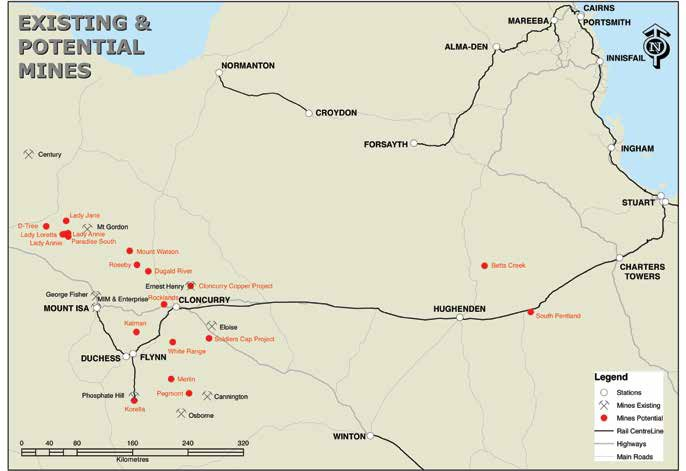 EXISTING &
POTENTIAL
MINES
CAIRNS
MAREEBA
PORTSMITH
N
ALMA-DEN
INNISFAIL
NORMANTON
CROYDON
FORSAYTH
INGHAM
Century
STUART
Lady Jane
D-Tree
Mt Gordon
Lady Loretta
Lady Annie
Lady Annie
Paradise South
Mount Watson
Roseby
Dugald River
Betts Creek
CHARTERS
TOWERS
Ernest Henry
Cloncurry Copper Project
George Fisher
MIM & Enterprise
Rocklands
CLONCURRY
MOUNT ISA
HUGHENDEN
South Pentland
Kalman
Eloise
Soldiers Cap Project
White Range
DUCHESS
FLYNN
Merlin
Phosphate Hill
Pegmont
Cannington
Korella
Osborne
WINTON
Legend
Stations
Mines Existing
Mines Potential
Rail CentreLine
Highways
Main Roads
0 40 80 160 240 320
Kilometres